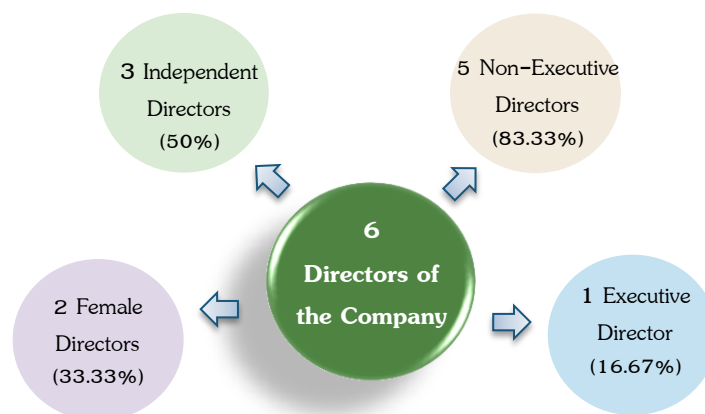 3 Independent
Directors
(50%)
5 Non-Executive
Directors
(83.33%)
6
Directors of
the Company
2 Female
Directors
(33.33%)
1 Executive
Director
(16.67%)